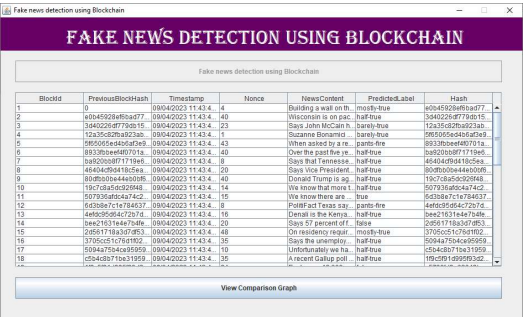 Fake news detection using Blockchain
FAKE NEWS DETECTION USING BLOCKCHAIN
Fake news detection using Blockchain
BlockId PreviousBlockHash Timestamp Nonce NewsContent PredictedLabel Hash
1 0 09/04/2023 11:43:4... 4 Building a wall on th... mostly-true e0b45928ef6bad77...
2 e0b45928ef6bad77... 09/04/2023 11:43:4... 40 Wisconsin is on pac... half-true 3d40226df779db15...
3 3d40226df779db15... 09/04/2023 11:43:4... 23 Says John McCain h... barely-true 12a35c82fba923ab...
4 12a35c82fba923ab... 09/04/2023 11:43:4... 1 Suzanne Bonamici ... barely-true 5f65065ed4b6af3e9...
5 5f65065ed4b6af3e9... 09/04/2023 11:43:4... 43 When asked by a re... pants-fire 8933fbbeef4f0701a...
6 8933fbbeef4f0701a... 09/04/2023 11:43:4... 40 Over the past five ye... half-true ba920bb8f71719e6...
7 ba920bb8f71719e6... 09/04/2023 11:43:4... 8 Says that Tennesse... half-true 46404cf9d418c5ea...
8 46404cf9d418c5ea... 09/04/2023 11:43:4... 20 Says Vice President... half-true 80dfbb0be44eb0bf6...
9 80dfbb0be44eb0bf6... 09/04/2023 11:43:4... 40 Donald Trump is ag... half-true 19c7c8a5dc926f48...
10 19c7c8a5dc926f48... 09/04/2023 11:43:4... 14 We know that more t... half-true 507936afdc4a74c2...
11 507936afdc4a74c2... 09/04/2023 11:43:4... 15 We know there are ... true 6d3b8e7c1e784637...
12 6d3b8e7c1e784637... 09/04/2023 11:43:4... 8 PolitiFact Texas say... pants-fire 4efdc95d64c72b7d...
13 4efdc95d64c72b7d... 09/04/2023 11:43:4... 16 Denali is the Kenya... half-true bee21631e4e7b4fe...
14 bee21631e4e7b4fe... 09/04/2023 11:43:4... 20 Says 57 percent of f... false 2d561718a3d7df53...
15 2d561718a3d7df53... 09/04/2023 11:43:4... 48 On residency requir... mostly-true 3705cc51c76d1f02...
16 3705cc51c76d1f02... 09/04/2023 11:43:4... 35 Says the unemploy... half-true 5094a75b4ce95959...
17 5094a75b4ce95959... 09/04/2023 11:43:4... 10 Unfortunately we ha... half-true c5b4c8b71be31959...
18 c5b4c8b71be31959... 09/04/2023 11:43:4... 35 A recent Gallup poll ... half-true 1f9c5f91d995f93d2...
View Comparison Graph